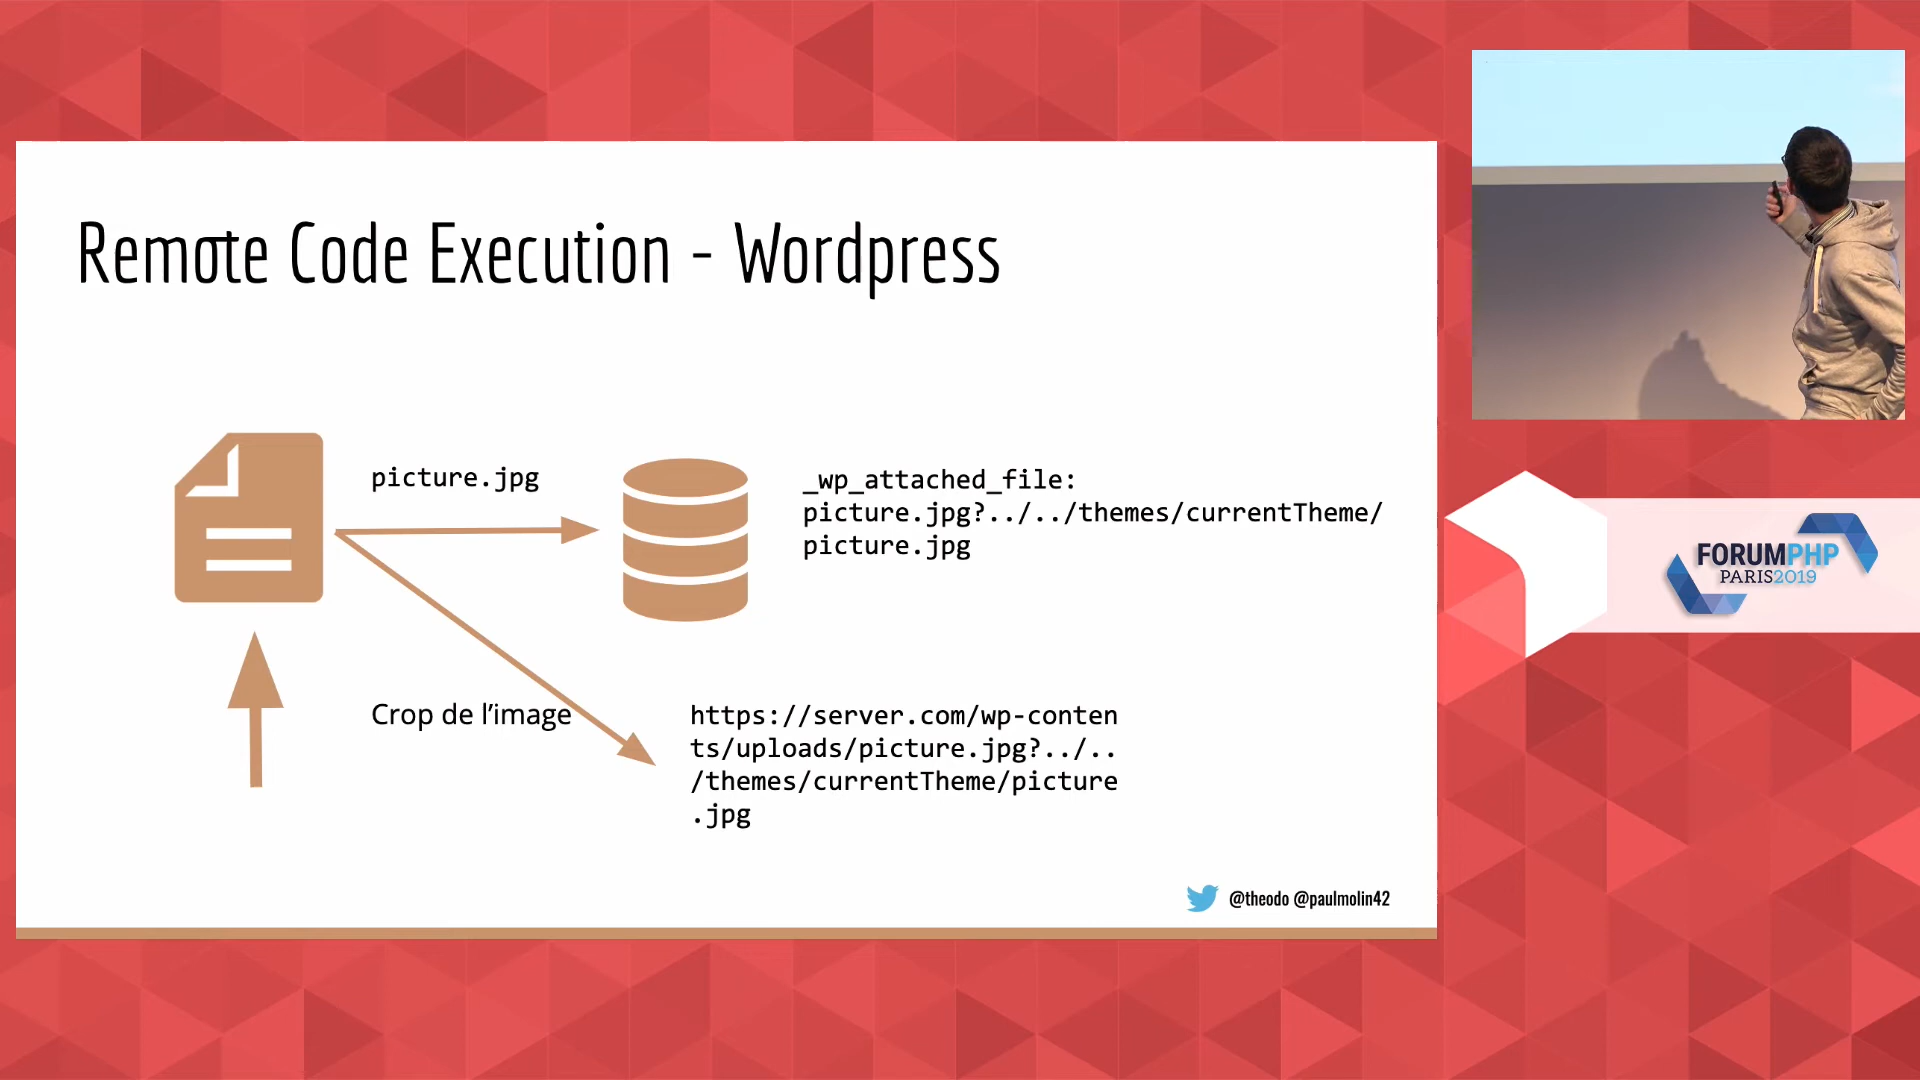 Remote Code Execution - Wordpress
picture.jpg
_wp_attached_file:
picture.jpg?../../themes/currentTheme/
picture.jpg
Crop de l’image
https://server.com/wp-conten
ts/uploads/picture.jpg?../..
/themes/currentTheme/picture
.jpg
@theodo @paulmolin42
FORUMPHP
PARIS2019